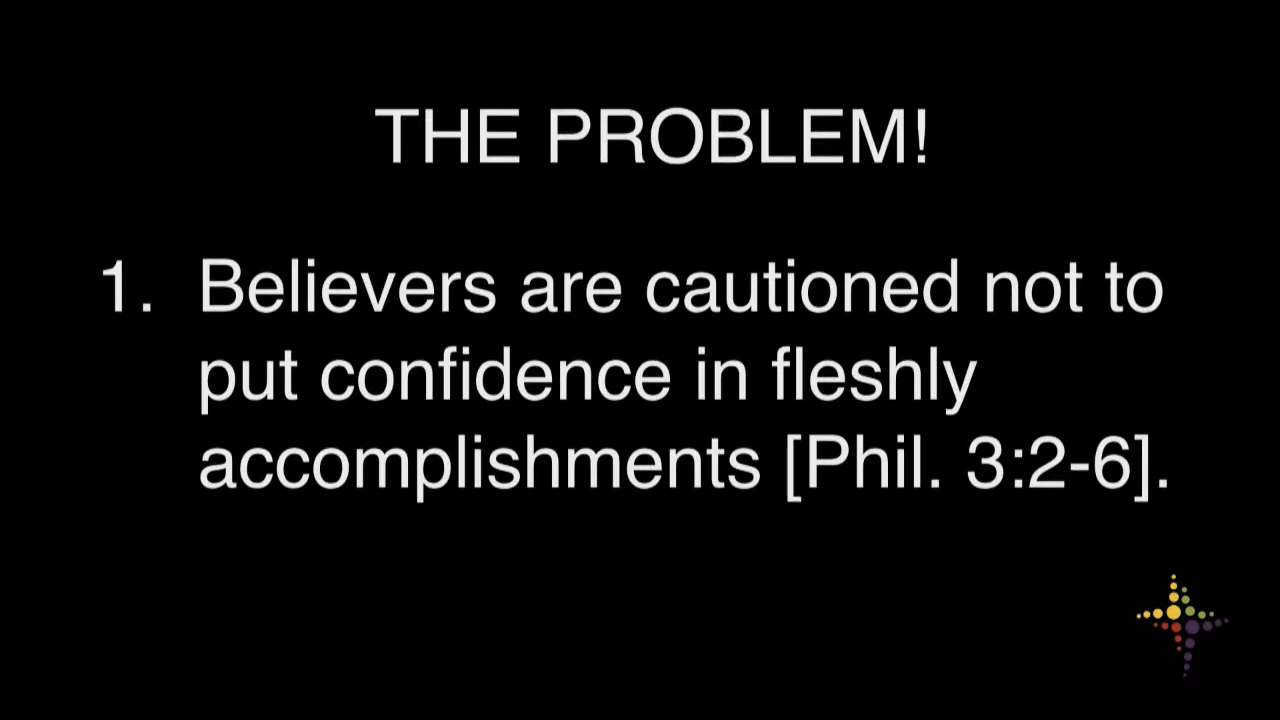 THE PROBLEM!
1. Believers are cautioned not to
put confidence in fleshly
accomplishments [Phil. 3:2-6].